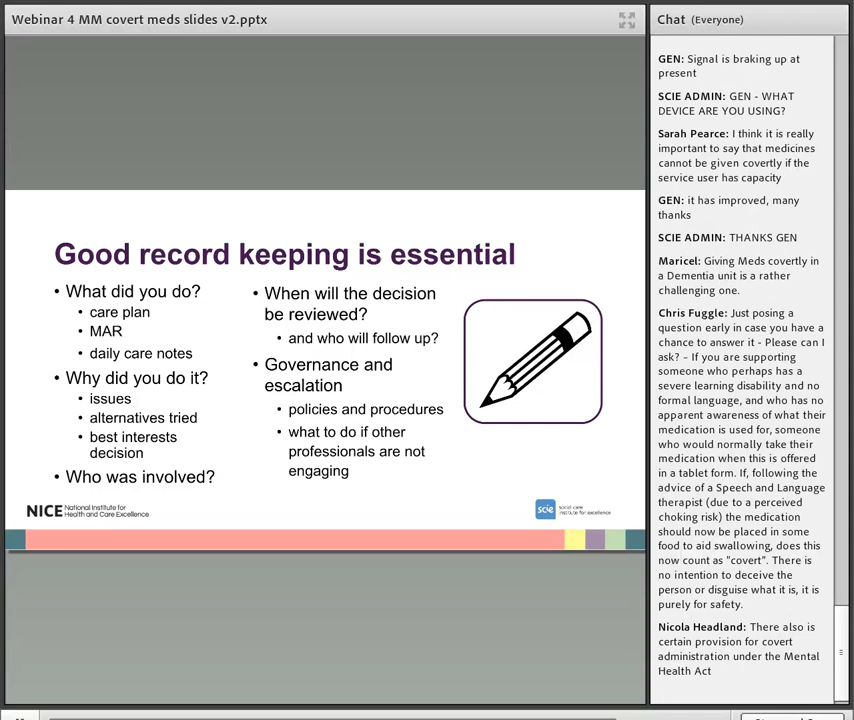 Webinar 4 MM covert meds slides v2.pptx
Good record keeping is essential
• What did you do?
• care plan
• MAR
• daily care notes
• Why did you do it?
• issues
• alternatives tried
• best interests
decision
• Who was involved?
• When will the decision
be reviewed?
• and who will follow up?
• Governance and
escalation
• policies and procedures
• what to do if other
professionals are not
engaging
NICE National Institute for
Health and Care Excellence
scie social care
institute for excellence
Chat (Everyone)
GEN: Signal is braking up at
present
SCIE ADMIN: GEN - WHAT
DEVICE ARE YOU USING?
Sarah Pearce: I think it is really
important to say that medicines
cannot be given covertly if the
service user has capacity
GEN: it has improved, many
thanks
SCIE ADMIN: THANKS GEN
Maricel: Giving Meds covertly in
a Dementia unit is a rather
challenging one.
Chris Fuggle: Just posing a
question early in case you have a
chance to answer it - Please can I
ask? – If you are supporting
someone who perhaps has a
severe learning disability and no
formal language, and who has no
apparent awareness of what their
medication is used for, someone
who would normally take their
medication when this is offered
in a tablet form. If, following the
advice of a Speech and Language
therapist (due to a perceived
choking risk) the medication
should now be placed in some
food to aid swallowing, does this
now count as "covert". There is
no intention to deceive the
person or disguise what it is, it is
purely for safety.
Nicola Headland: There also is
certain provision for covert
administration under the Mental
Health Act